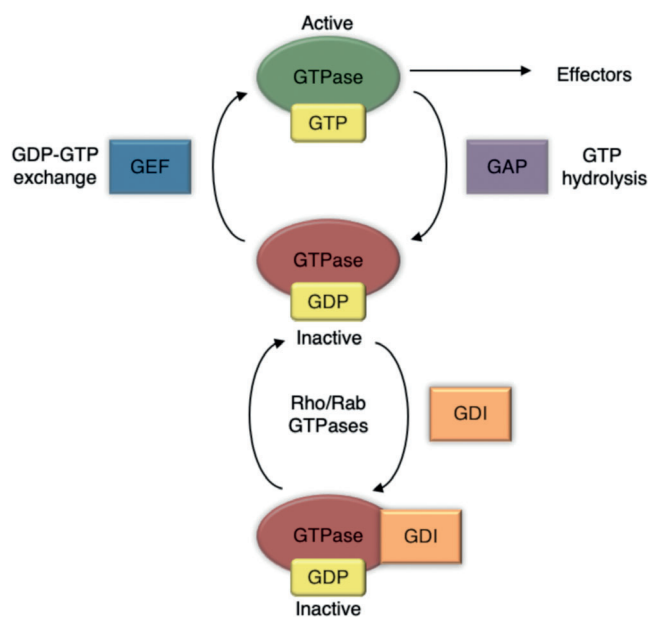 Active
GTPase
GTP
Effectors
GDP-GTP
exchange
GEF
GAP
GTP
hydrolysis
GTPase
GDP
Inactive
Rho/Rab
GTPases
GDI
GTPase
GDI
GDP
Inactive